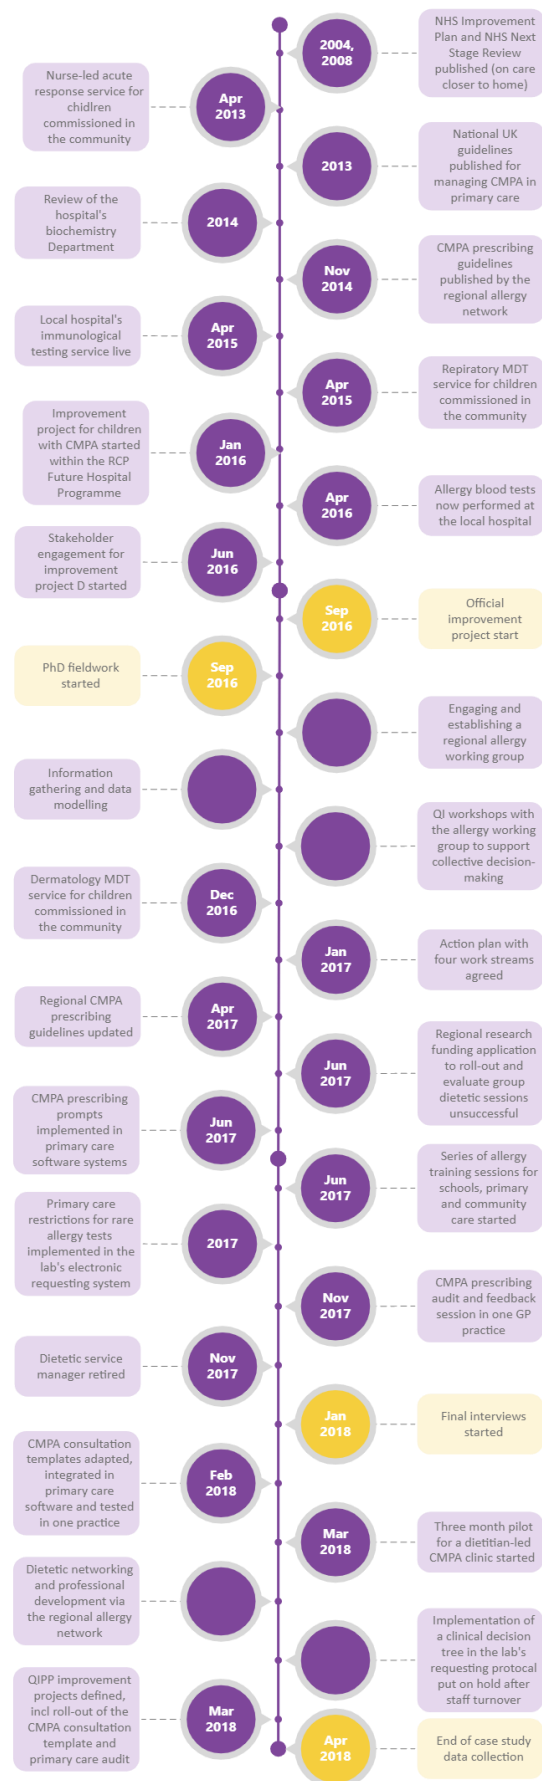 2004,
2008
NHS Improvement
Plan and NHS Next
Stage Review
published (on care
closer to home)
Apr
2013
Nurse-led acute
response service for
chidlren
commissioned in
the community
2013
National UK
guidelines
published for
managing CMPA in
primary care
2014
Review of the
hospital's
biochemistry
Department
Nov
2014
CMPA prescribing
guidelines
published by the
regional allergy
network
Apr
2015
Local hospital's
immunological
testing service live
Apr
2015
Repiratory MDT
service for children
commissioned in
the community
Jan
2016
Improvement
project for children
with CMPA started
within the RCP
Future Hospital
Programme
Apr
2016
Allergy blood tests
now performed at
the local hospital
Jun
2016
Stakeholder
engagement for
improvement
project D started
Sep
2016
Official
improvement
project start
Sep
2016
PhD fieldwork
started
Engaging and
establishing a
regional allergy
working group
Information
gathering and data
modelling
QI workshops with
the allergy working
group to support
collective decision-
making
Dec
2016
Dermatology MDT
service for children
commissioned in
the community
Jan
2017
Action plan with
four work streams
agreed
Apr
2017
Regional CMPA
prescribing
guidelines updated
Jun
2017
Regional research
funding application
to roll-out and
evaluate group
dietetic sessions
unsuccessful
Jun
2017
CMPA prescribing
prompts
implemented in
primary care
software systems
Jun
2017
Series of allergy
training sessions for
schools, primary
and community
care started
2017
Primary care
restrictions for rare
allergy tests
implemented in the
lab's electronic
requesting system
Nov
2017
CMPA prescribing
audit and feedback
session in one GP
practice
Nov
2017
Dietetic service
manager retired
Jan
2018
Final interviews
started
Feb
2018
CMPA consultation
templates adapted,
integrated in
primary care
software and tested
in one practice
Mar
2018
Three month pilot
for a dietitian-led
CMPA clinic started
Dietetic networking
and professional
development via
the regional allergy
network
Implementation of
a clinical decision
tree in the lab's
requesting protocal
put on hold after
staff turnover
Mar
2018
QIPP improvement
projects defined,
incl roll-out of the
CMPA consultation
template and
primary care audit
Apr
2018
End of case study
data collection